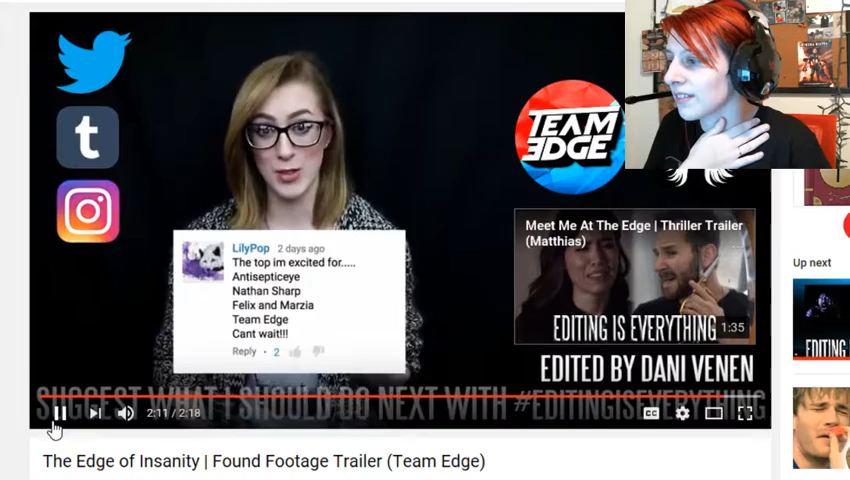 TEAM
EDGE
Meet Me At The Edge | Thriller Trailer
(Matthias)
LilyPop 2 days ago
The top im excited for.....
Antisepticeye
Nathan Sharp
Felix and Marzia
Team Edge
Cant wait!!!
Reply · 2
EDITING IS EVERYTHING
1:35
EDITED BY DANI VENEN
SUGGEST WHAT I SHOULD DO NEXT WITH #EDITINGISEVERYTHING
2:11 / 2:18
CC
The Edge of Insanity | Found Footage Trailer (Team Edge)
Up next
EDITING